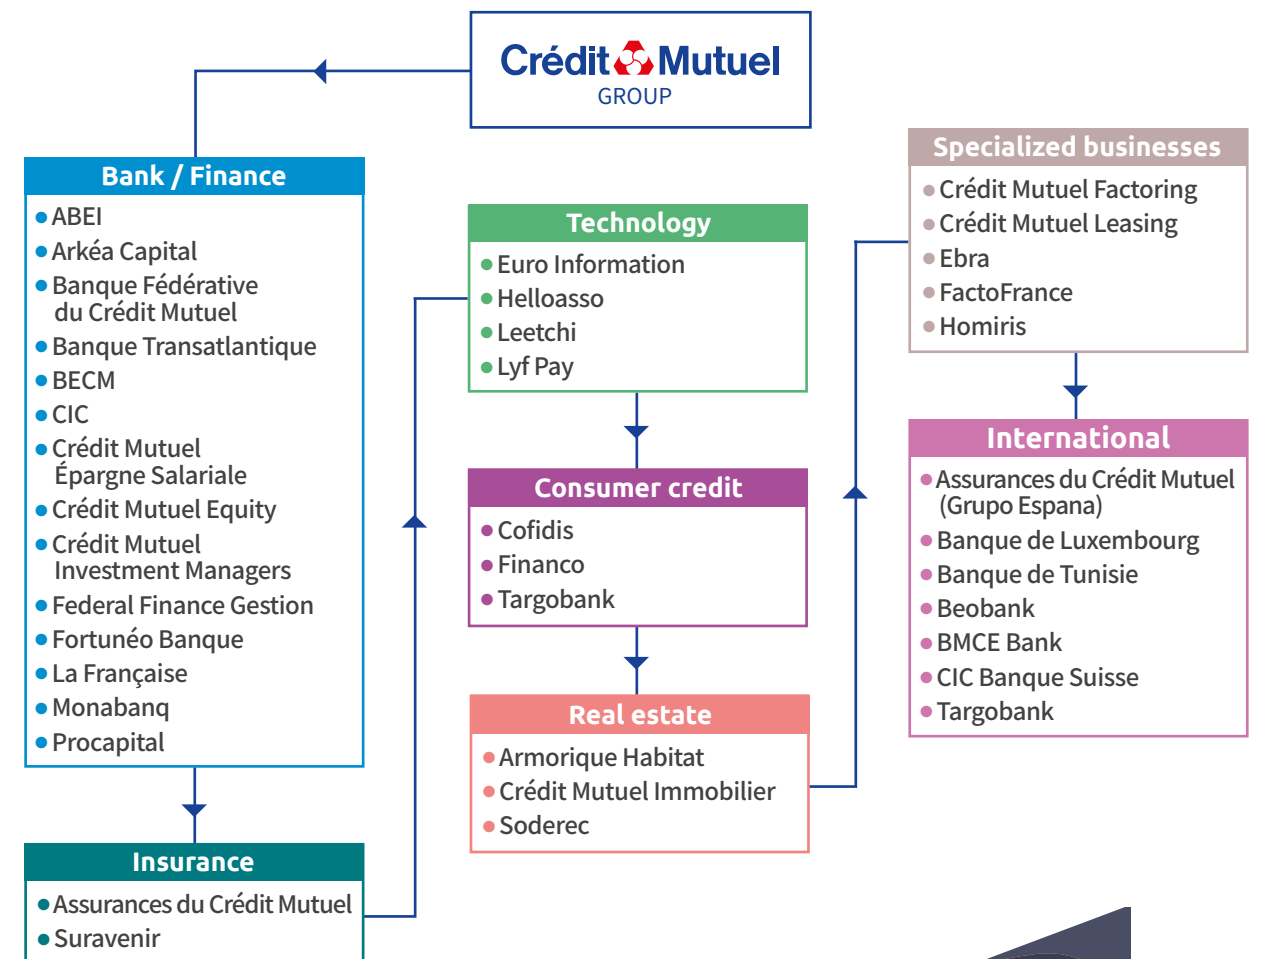 Crédit Mutuel
GROUP
Bank / Finance
ABEI
Arkéa Capital
Banque Fédérative
du Crédit Mutuel
Banque Transatlantique
BECM
CIC
Crédit Mutuel
Épargne Salariale
Crédit Mutuel Equity
Crédit Mutuel
Investment Managers
Federal Finance Gestion
Fortunéo Banque
La Française
Monabanq
Procapital
Insurance
Assurances du Crédit Mutuel
Suravenir
Technology
Euro Information
Helloasso
Leetchi
Lyf Pay
Consumer credit
Cofidis
Financo
Targobank
Real estate
Armorique Habitat
Crédit Mutuel Immobilier
Soderec
Specialized businesses
Crédit Mutuel Factoring
Crédit Mutuel Leasing
Ebra
FactoFrance
Homiris
International
Assurances du Crédit Mutuel
(Grupo Espana)
Banque de Luxembourg
Banque de Tunisie
Beobank
BMCE Bank
CIC Banque Suisse
Targobank